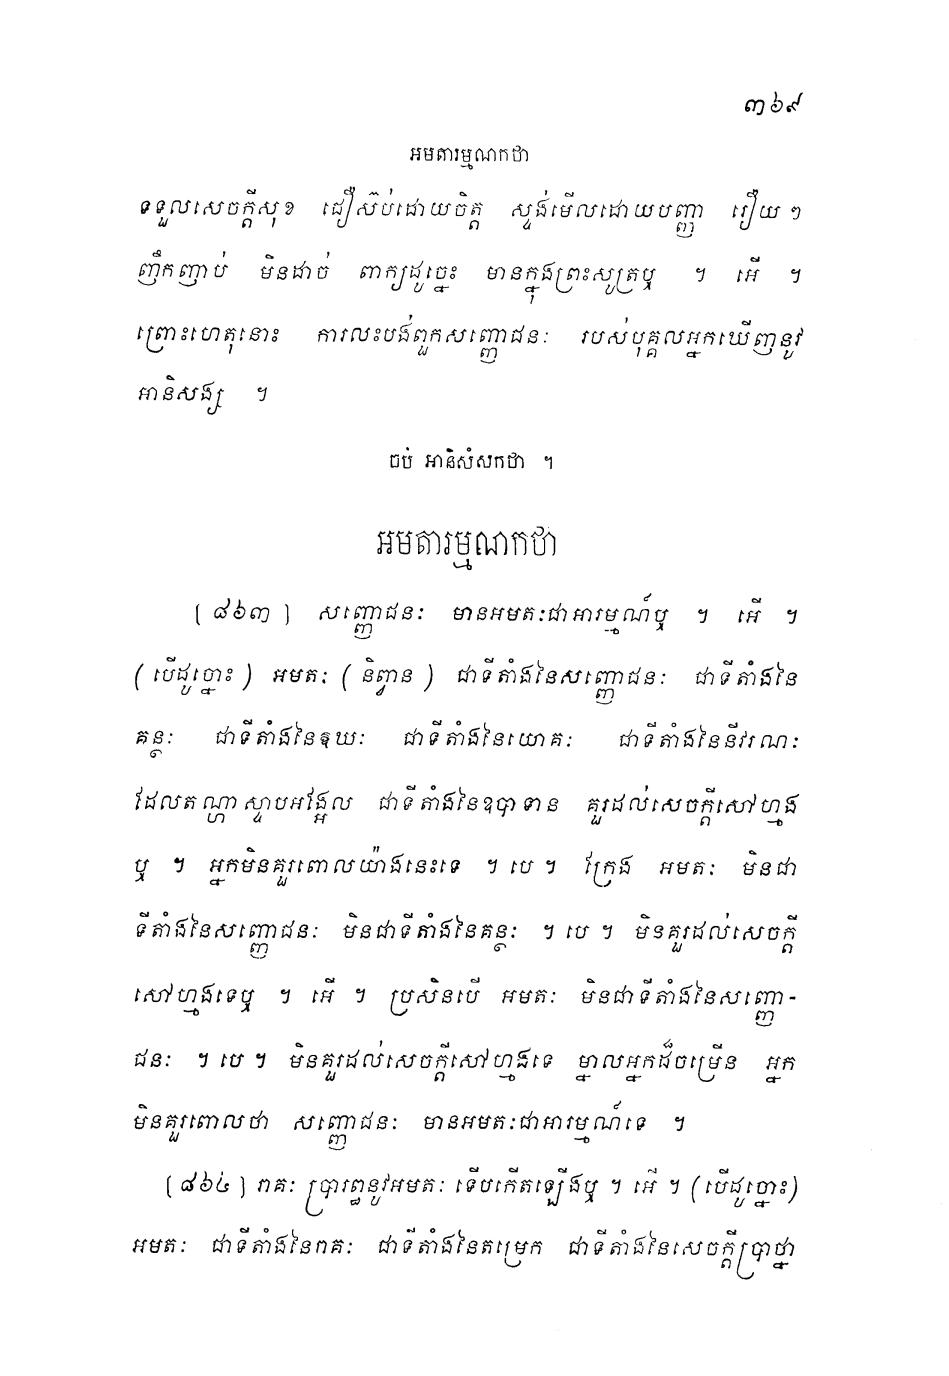 ៣៦៩
អមតារម្មណកថា
ទទួលសេចក្តីសុខ ជឿស៊ប់ដោយចិត្ត ស្ទង់មើលដោយបញ្ញា រឿយ ៗ
ញឹកញាប់ មិនដាច់ ពាក្យដូច្នេះ មានក្នុងព្រះសូត្រឬ ។ អើ ។
ព្រោះហេតុនោះ ការលះបង់ពួកសញ្ញោជនៈ របស់បុគ្គលអ្នកឃើញនូវ
អានិសង្ស ។
ចប់ អានិសំសកថា ។
អមតារម្មណកថា
[៨៦៣] សញ្ញោជនៈ មានអមតៈជាអារម្មណ៍ឬ ។ អើ ។
(បើដូច្នោះ) អមតៈ (និព្វាន) ជាទីតាំងនៃសញ្ញោជនៈ ជាទីតាំងនៃ
គន្ថៈ ជាទីតាំងនៃឱឃៈ ជាទីតាំងនៃយោគៈ ជាទីតាំងនៃនីវរណៈ
ដែលតណ្ហាស្ទាបអង្អែល ជាទីតាំងនៃឧបាទាន គួរដល់សេចក្តីសៅហ្មង
ឬ ។ អ្នកមិនគួរពោលយ៉ាងនេះទេ ។ បេ ។ ក្រែង អមតៈ មិនជា
ទីតាំងនៃសញ្ញោជនៈ មិនជាទីតាំងនៃគន្ថៈ ។ បេ ។ មិនគួរដល់សេចក្តី
សៅហ្មងទេឬ ។ អើ ។ ប្រសិនបើ អមតៈ មិនជាទីតាំងនៃសញ្ញោ-
ជនៈ ។ បេ ។ មិនគួរដល់សេចក្តីសៅហ្មងទេ ម្នាលអ្នកដ៏ចម្រើន អ្នក
មិនគួរពោលថា សញ្ញោជនៈ មានអមតៈជាអារម្មណ៍ទេ ។
[៨៦៤] រាគៈ ប្រារព្ធនូវអមតៈ ទើបកើតឡើងឬ ។ អើ ។ (បើដូច្នោះ)
អមតៈ ជាទីតាំងនៃរាគៈ ជាទីតាំងនៃតម្រេក ជាទីតាំងនៃសេចក្តីប្រាថ្នា